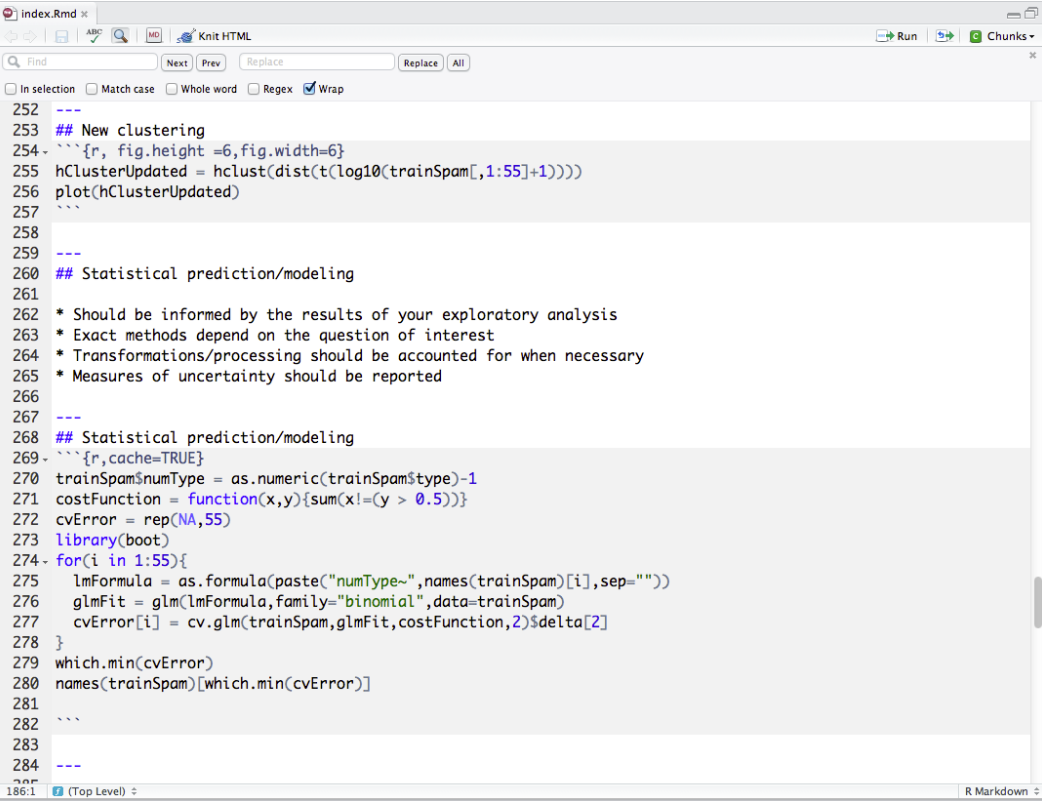 index.Rmd ×
ABC MD Knit HTML Run C Chunks
Find Next Prev Replace Replace All
In selection Match case Whole word Regex Wrap
252 ---
253 ## New clustering
254 ```{r, fig.height =6,fig.width=6}
255 hClusterUpdated = hclust(dist(t(log10(trainSpam[,1:55]+1))))
256 plot(hClusterUpdated)
257 ```
258
259 ---
260 ## Statistical prediction/modeling
261
262 * Should be informed by the results of your exploratory analysis
263 * Exact methods depend on the question of interest
264 * Transformations/processing should be accounted for when necessary
265 * Measures of uncertainty should be reported
266
267 ---
268 ## Statistical prediction/modeling
269 ```{r,cache=TRUE}
270 trainSpam$numType = as.numeric(trainSpam$type)-1
271 costFunction = function(x,y){sum(x!=(y > 0.5))}
272 cvError = rep(NA,55)
273 library(boot)
274 for(i in 1:55){
275 lmFormula = as.formula(paste("numType~",names(trainSpam)[i],sep=""))
276 glmFit = glm(lmFormula,family="binomial",data=trainSpam)
277 cvError[i] = cv.glm(trainSpam,glmFit,costFunction,2)$delta[2]
278 }
279 which.min(cvError)
280 names(trainSpam)[which.min(cvError)]
281
282 ```
283
284 ---
186:1 (Top Level) R Markdown